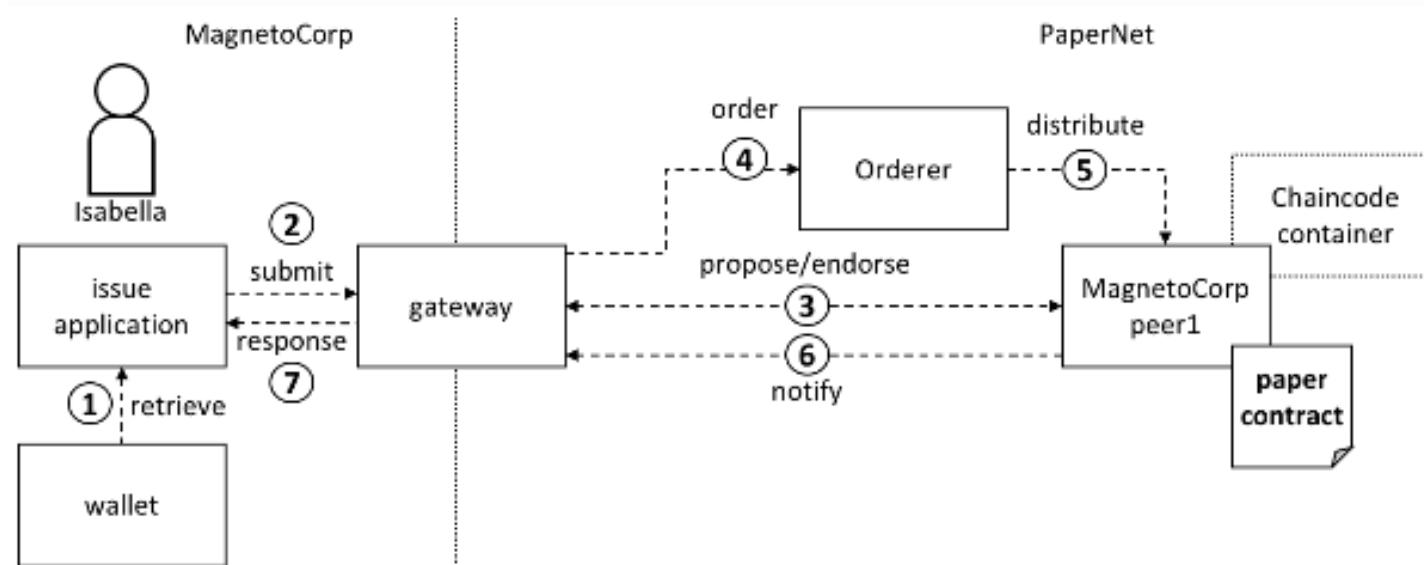 MagnetoCorp
PaperNet
Isabella
order
4
Orderer
distribute
5
Chaincode
container
2
submit
issue
application
gateway
propose/endorse
3
MagnetoCorp
peer1
response
7
6
notify
1
retrieve
paper
contract
wallet